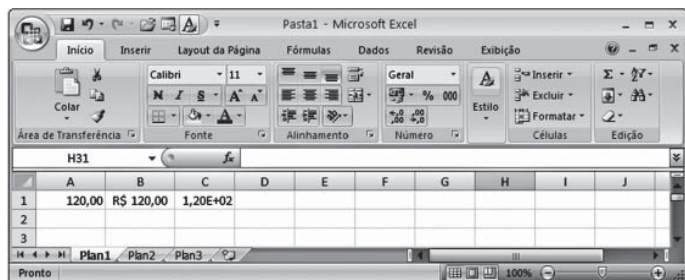 Pasta1 - Microsoft Excel
Início Inserir Layout da Página Fórmulas Dados Revisão Exibição
Colar
Calibri 11
N I S A A
A
Geral
% 000
Estilo
Inserir
Excluir
Formatar
Σ
Área de Transferência Fonte Alinhamento Número Células Edição
H31 fx
A B C D E F G H I J
1 120,00 R$ 120,00 1,20E+02
2
3
Plan1 Plan2 Plan3
Pronto 100%